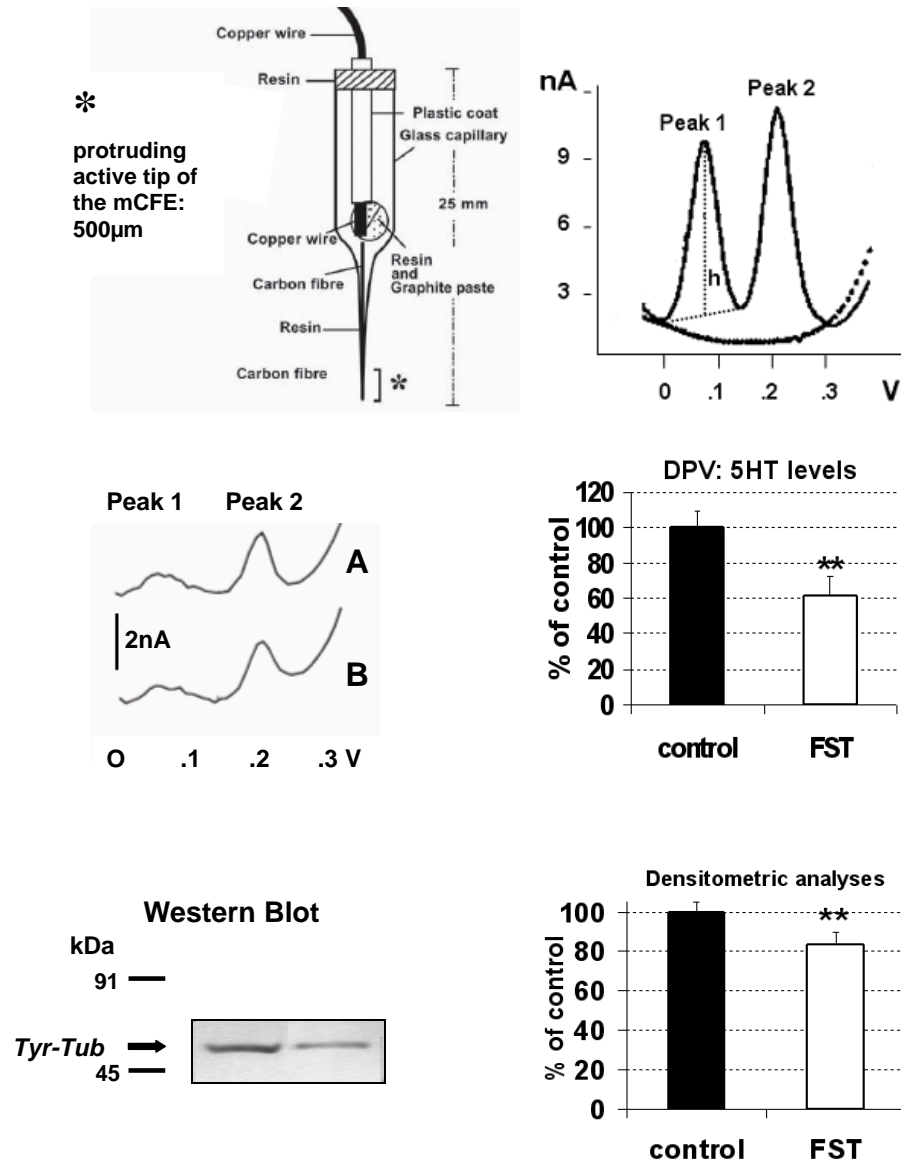 Copper wire
Resin
*
protruding
active tip of
the mCFE:
500µm
Plastic coat
Glass capillary
25 mm
Copper wire
Resin
and
Graphite paste
Carbon fibre
Resin
Carbon fibre
*
nA
Peak 1
Peak 2
9
6
3
h
0 .1 .2 .3 V
Peak 1 Peak 2
A
2nA
B
O .1 .2 .3 V
DPV: 5HT levels
% of control
120
100
80
60
40
20
0
**
control FST
Western Blot
kDa
91
Tyr-Tub
45
Densitometric analyses
% of control
100
80
60
40
20
0
**
control FST